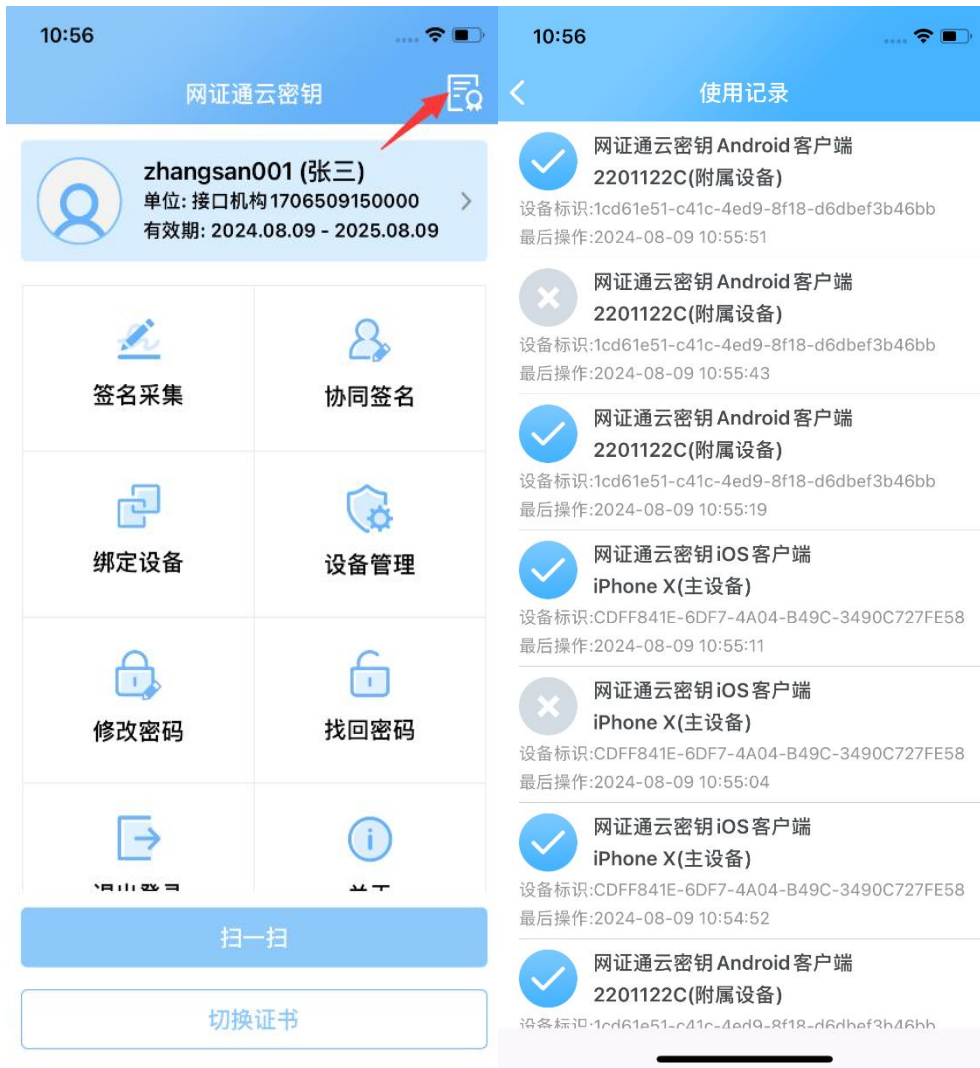 10:56
网证通云密钥
zhangsan001 (张三)
单位: 接口机构1706509150000
有效期: 2024.08.09 - 2025.08.09
签名采集
协同签名
绑定设备
设备管理
修改密码
找回密码
退出登录
关于
扫一扫
切换证书
10:56
使用记录
网证通云密钥Android客户端
2201122C(附属设备)
设备标识:1cd61e51-c41c-4ed9-8f18-d6dbef3b46bb
最后操作:2024-08-09 10:55:51
网证通云密钥Android客户端
2201122C(附属设备)
设备标识:1cd61e51-c41c-4ed9-8f18-d6dbef3b46bb
最后操作:2024-08-09 10:55:43
网证通云密钥Android客户端
2201122C(附属设备)
设备标识:1cd61e51-c41c-4ed9-8f18-d6dbef3b46bb
最后操作:2024-08-09 10:55:19
网证通云密钥iOS客户端
iPhone X(主设备)
设备标识:CDFF841E-6DF7-4A04-B49C-3490C727FE58
最后操作:2024-08-09 10:55:11
网证通云密钥iOS客户端
iPhone X(主设备)
设备标识:CDFF841E-6DF7-4A04-B49C-3490C727FE58
最后操作:2024-08-09 10:55:04
网证通云密钥iOS客户端
iPhone X(主设备)
设备标识:CDFF841E-6DF7-4A04-B49C-3490C727FE58
最后操作:2024-08-09 10:54:52
网证通云密钥Android客户端
2201122C(附属设备)
设备标识:1cd61e51-c41c-4ed9-8f18-d6dbef3b46bb